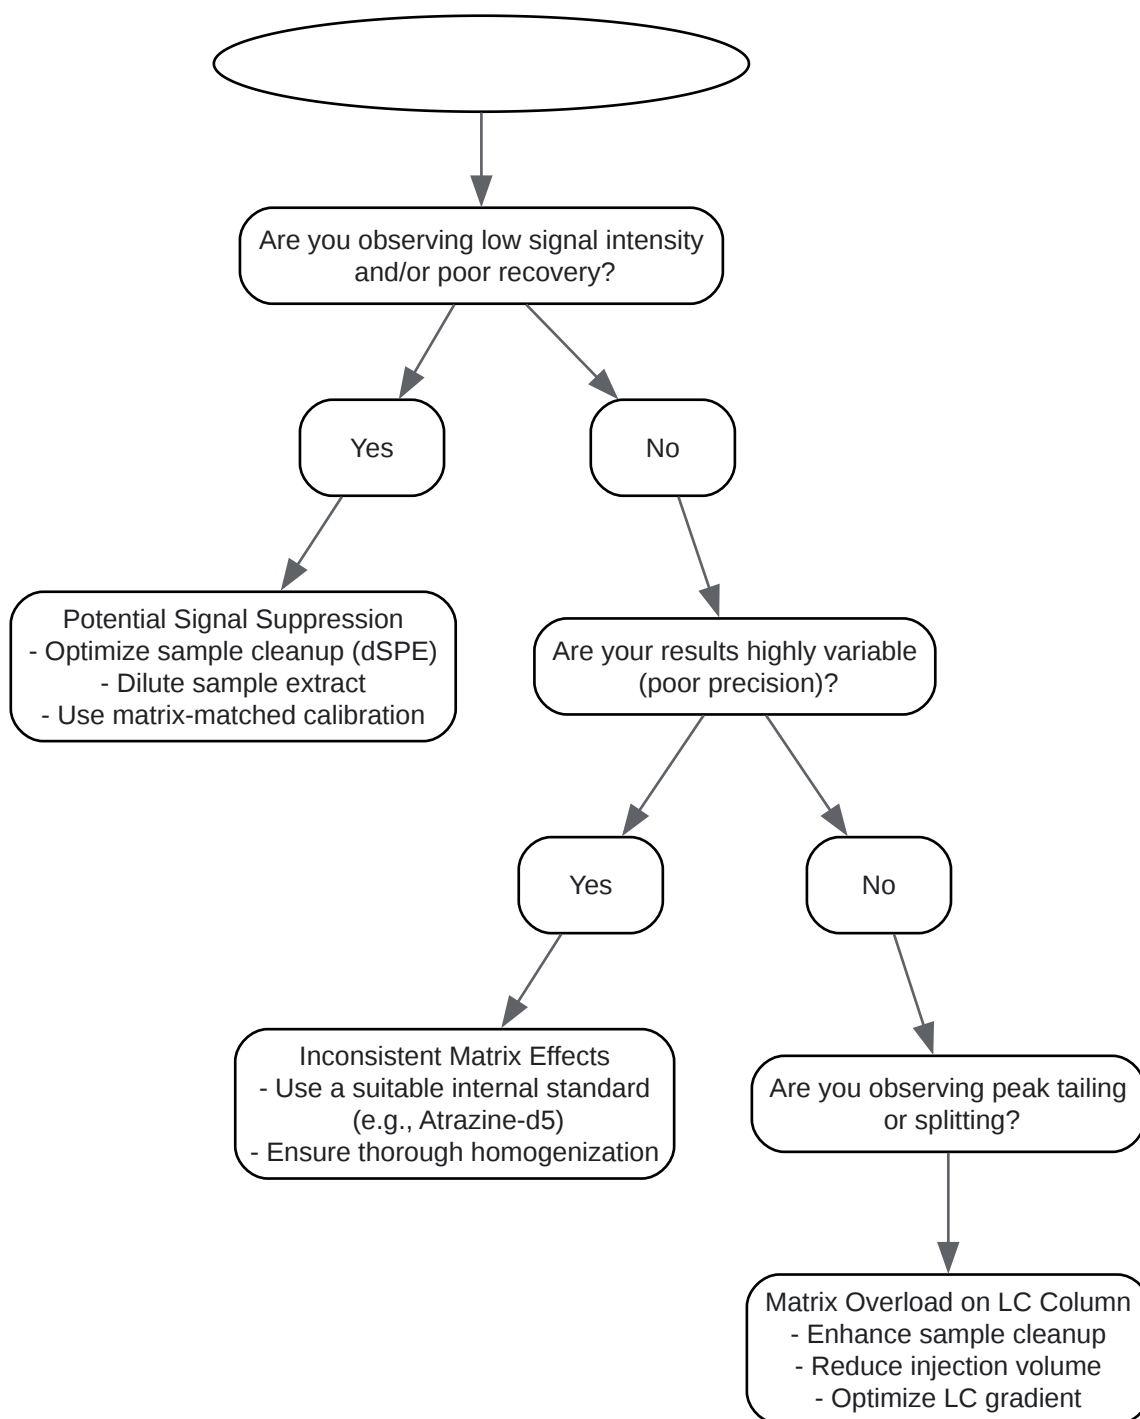 Are you observing low signal intensity
and/or poor recovery?
Yes
No
Potential Signal Suppression
- Optimize sample cleanup (dSPE)
- Dilute sample extract
- Use matrix-matched calibration
Are your results highly variable
(poor precision)?
Yes
No
Inconsistent Matrix Effects
- Use a suitable internal standard
(e.g., Atrazine-d5)
- Ensure thorough homogenization
Are you observing peak tailing
or splitting?
Matrix Overload on LC Column
- Enhance sample cleanup
- Reduce injection volume
- Optimize LC gradient